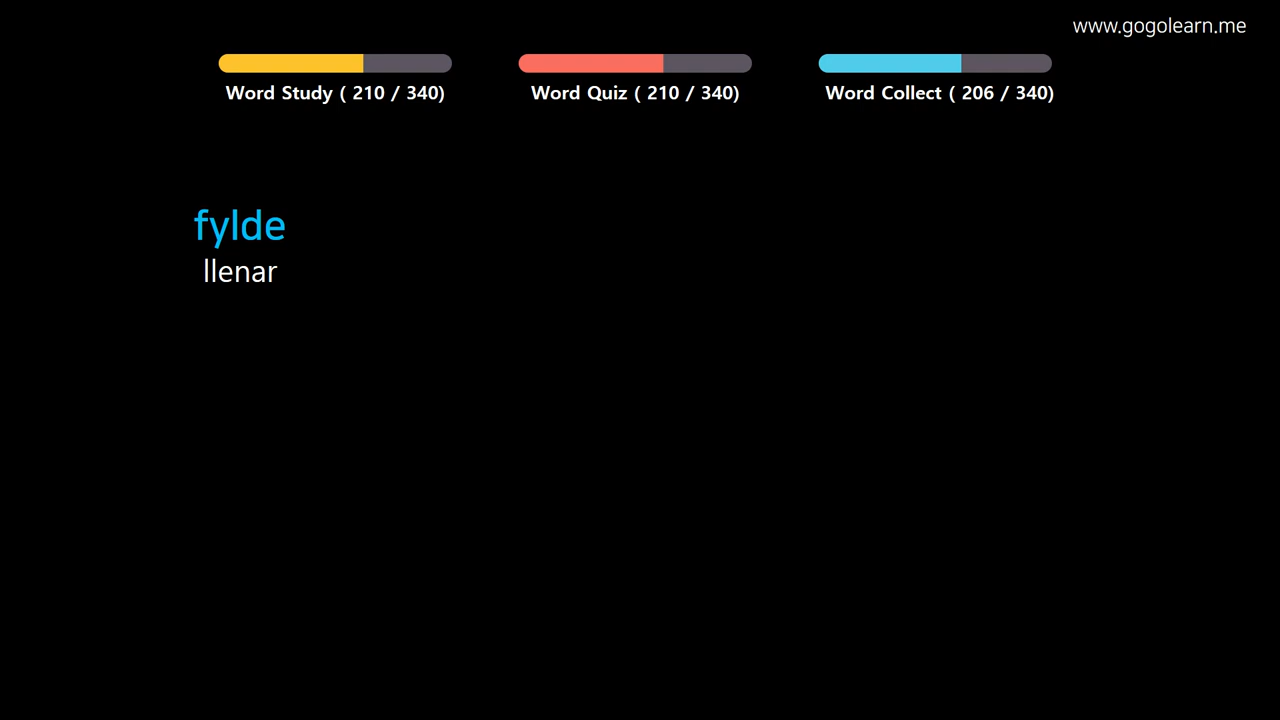 www.gogolearn.me
Word Study ( 210 / 340)
Word Quiz ( 210 / 340)
Word Collect ( 206 / 340)
fylde
llenar